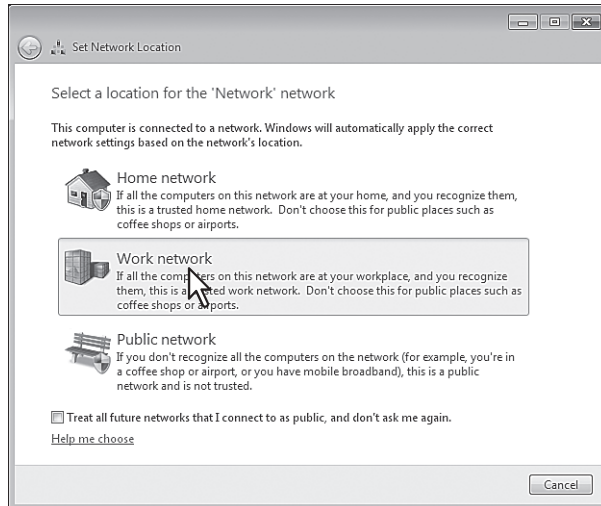 Set Network Location
Select a location for the 'Network' network
This computer is connected to a network. Windows will automatically apply the correct
network settings based on the network's location.
Home network
If all the computers on this network are at your home, and you recognize them,
this is a trusted home network. Don't choose this for public places such as
coffee shops or airports.
Work network
If all the computers on this network are at your workplace, and you recognize
them, this is a trusted work network. Don't choose this for public places such as
coffee shops or airports.
Public network
If you don't recognize all the computers on the network (for example, you're in
a coffee shop or airport, or you have mobile broadband), this is a public
network and is not trusted.
Treat all future networks that I connect to as public, and don't ask me again.
Help me choose
Cancel